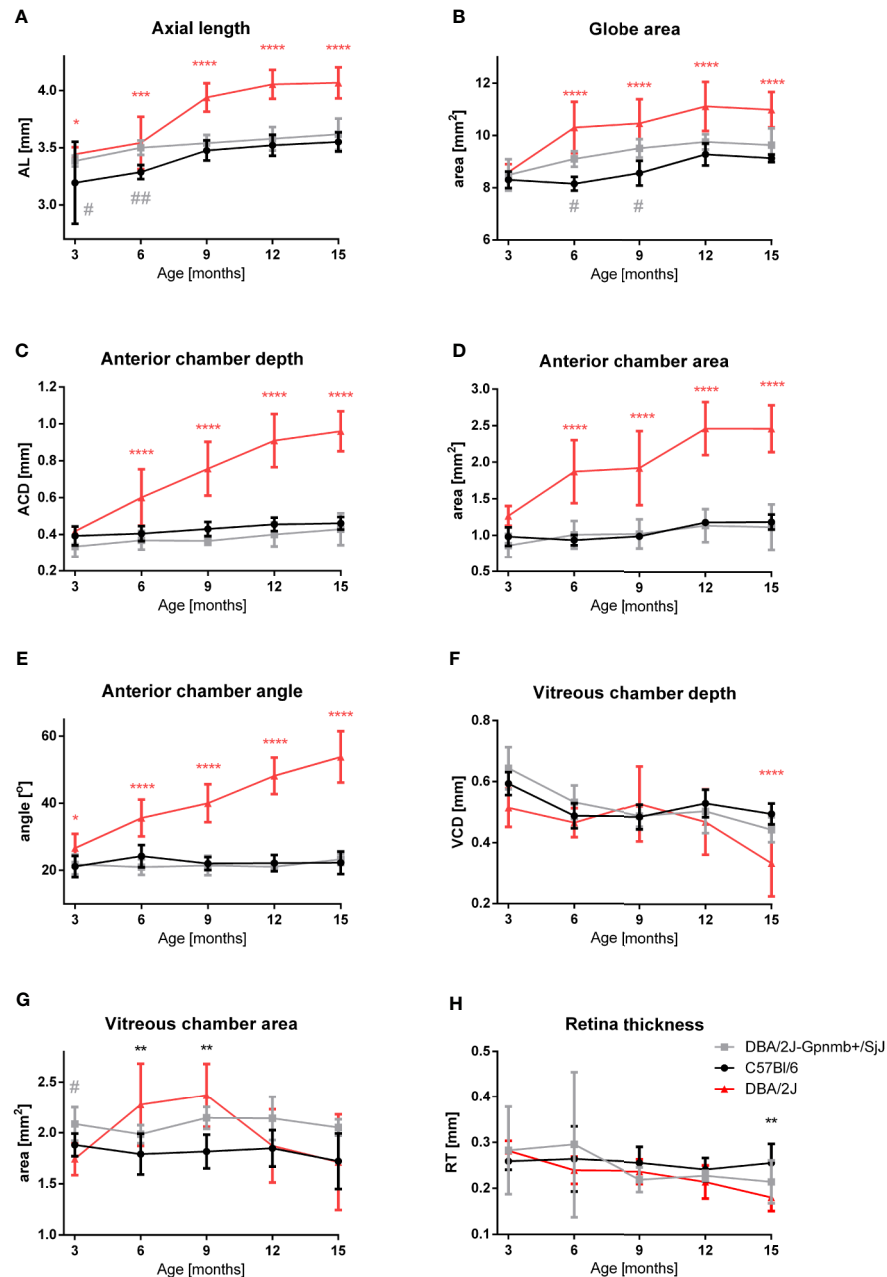 A
Axial length
* *** **** **** ****
AL [mm]
4.0
3.5
3.0
# ##
3 6 9 12 15
Age [months]
B
Globe area
**** **** **** ****
area [mm²]
12
10
8
6
# #
3 6 9 12 15
Age [months]
C
Anterior chamber depth
**** **** **** ****
ACD [mm]
1.2
1.0
0.8
0.6
0.4
0.2
3 6 9 12 15
Age [months]
D
Anterior chamber area
**** **** **** ****
area [mm²]
3.0
2.5
2.0
1.5
1.0
0.5
3 6 9 12 15
Age [months]
E
Anterior chamber angle
* **** **** **** ****
angle [°]
60
40
20
3 6 9 12 15
Age [months]
F
Vitreous chamber depth
****
VCD [mm]
0.8
0.6
0.4
0.2
3 6 9 12 15
Age [months]
G
Vitreous chamber area
# ** **
area [mm²]
2.5
2.0
1.5
1.0
3 6 9 12 15
Age [months]
H
Retina thickness
DBA/2J-Gpnmb+/SjJ
C57Bl/6
DBA/2J
**
RT [mm]
0.5
0.4
0.3
0.2
0.1
3 6 9 12 15
Age [months]